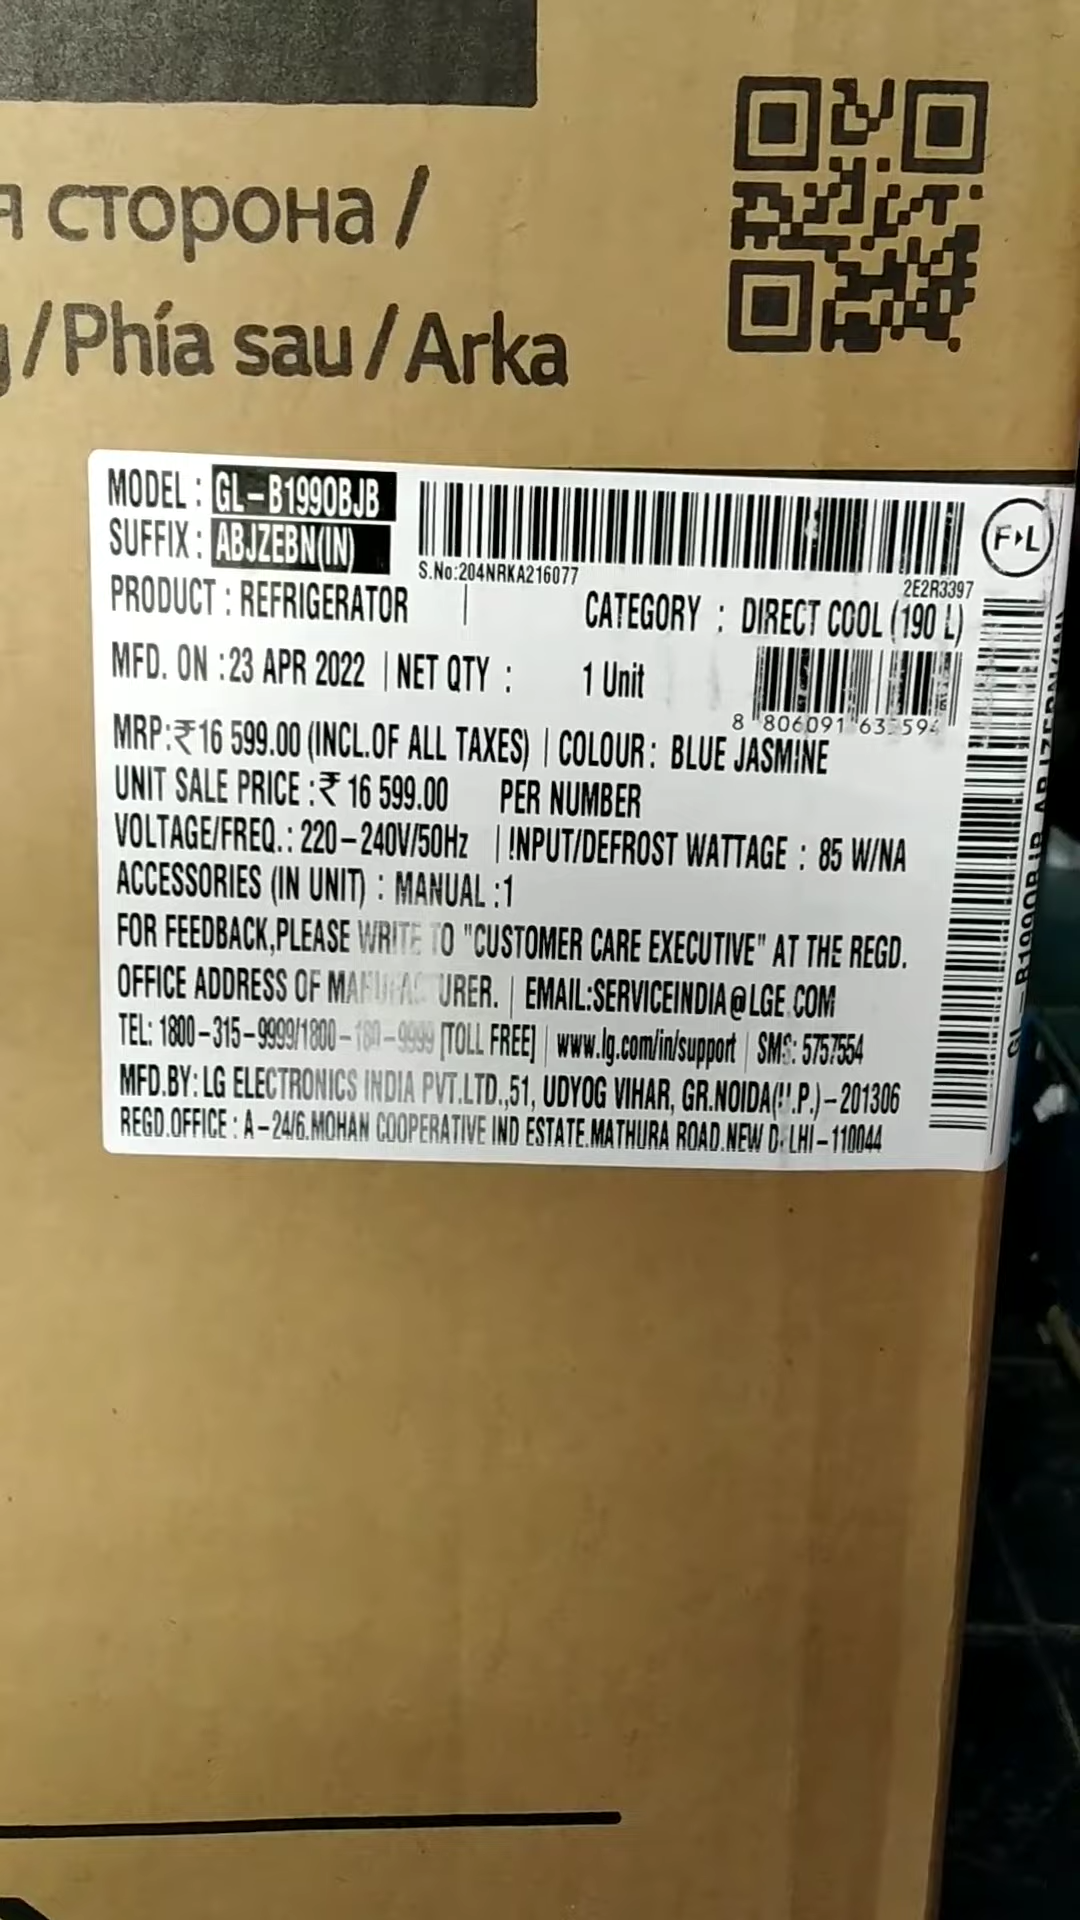 сторона /
/ Phía sau / Arka
MODEL : GL-B199OBJB
SUFFIX : ABJZEBN(IN)
S.No:204NRKA216077
2E2R3397
F L
PRODUCT : REFRIGERATOR | CATEGORY : DIRECT COOL (190 L)
MFD. ON :23 APR 2022 | NET QTY : 1 Unit
8 806091
MRP:₹16 599.00 (INCL.OF ALL TAXES) | COLOUR : BLUE JASMINE
UNIT SALE PRICE :₹ 16 599.00 PER NUMBER
VOLTAGE/FREQ.: 220-240V/50Hz | INPUT/DEFROST WATTAGE : 85 W/NA
ACCESSORIES (IN UNIT) : MANUAL :1
FOR FEEDBACK,PLEASE WRITE TO "CUSTOMER CARE EXECUTIVE" AT THE REGD.
OFFICE ADDRESS OF MANUFACTURER. | EMAIL:SERVICEINDIA@LGE.COM
TEL: 1800-315-9999/1800-180-9999 [TOLL FREE] | www.lg.com/in/support | SMS: 5757554
MFD.BY: LG ELECTRONICS INDIA PVT.LTD.,51, UDYOG VIHAR, GR.NOIDA(U.P.)-201306
REGD.OFFICE : A-24/6.MOHAN COOPERATIVE IND ESTATE.MATHURA ROAD.NEW DELHI-110044
GL-B199OBJB ABJZEBN(IN)